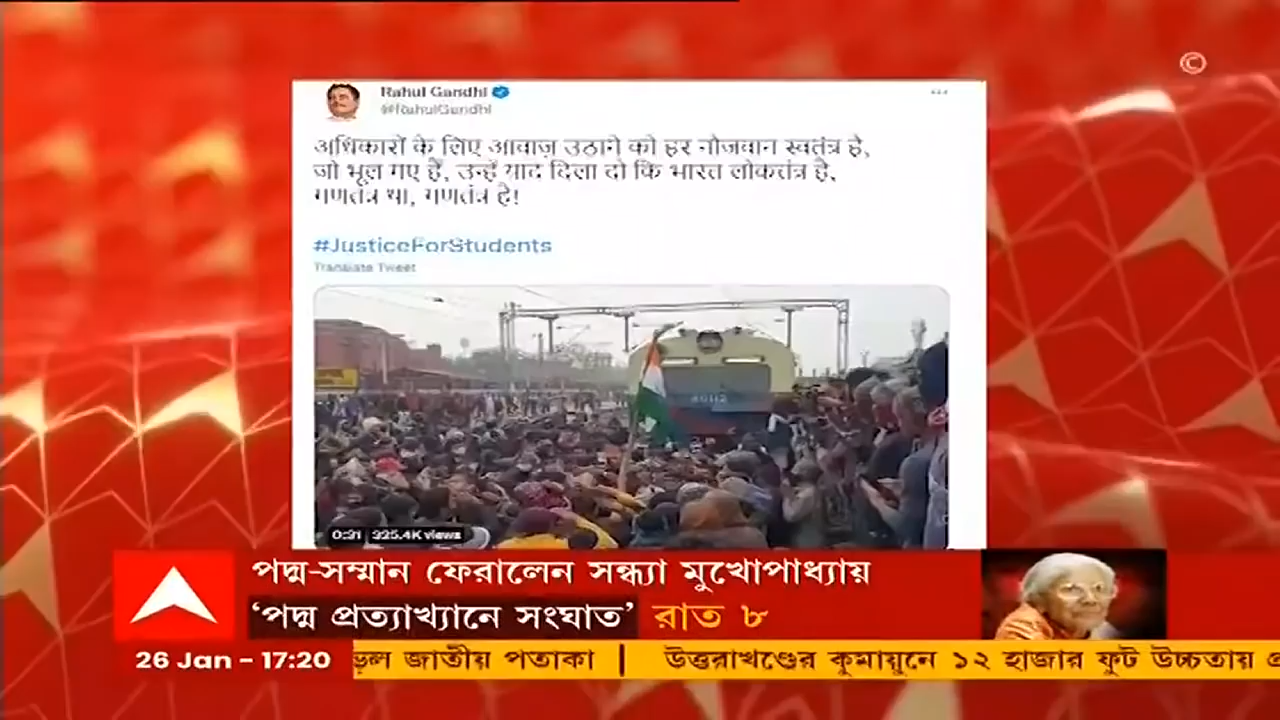 ©
Rahul Gandhi
@RahulGandhi
अधिकारों के लिए आवाज़ उठाने को हर नौजवान स्वतंत्र है,
जो भूल गए हैं, उन्हें याद दिला दो कि भारत लोकतंत्र है,
गणतंत्र था, गणतंत्र है!
#JusticeForStudents
Translate Tweet
0:31 325.4K views
পদ্ম-সম্মান ফেরালেন সন্ধ্যা মুখোপাধ্যায়
‘পদ্ম প্রত্যাখ্যানে সংঘাত’ রাত ৮
26 Jan - 17:20
জাতীয় পতাকা | উত্তরাখণ্ডের কুমায়ুনে ১২ হাজার ফুট উচ্চতায়